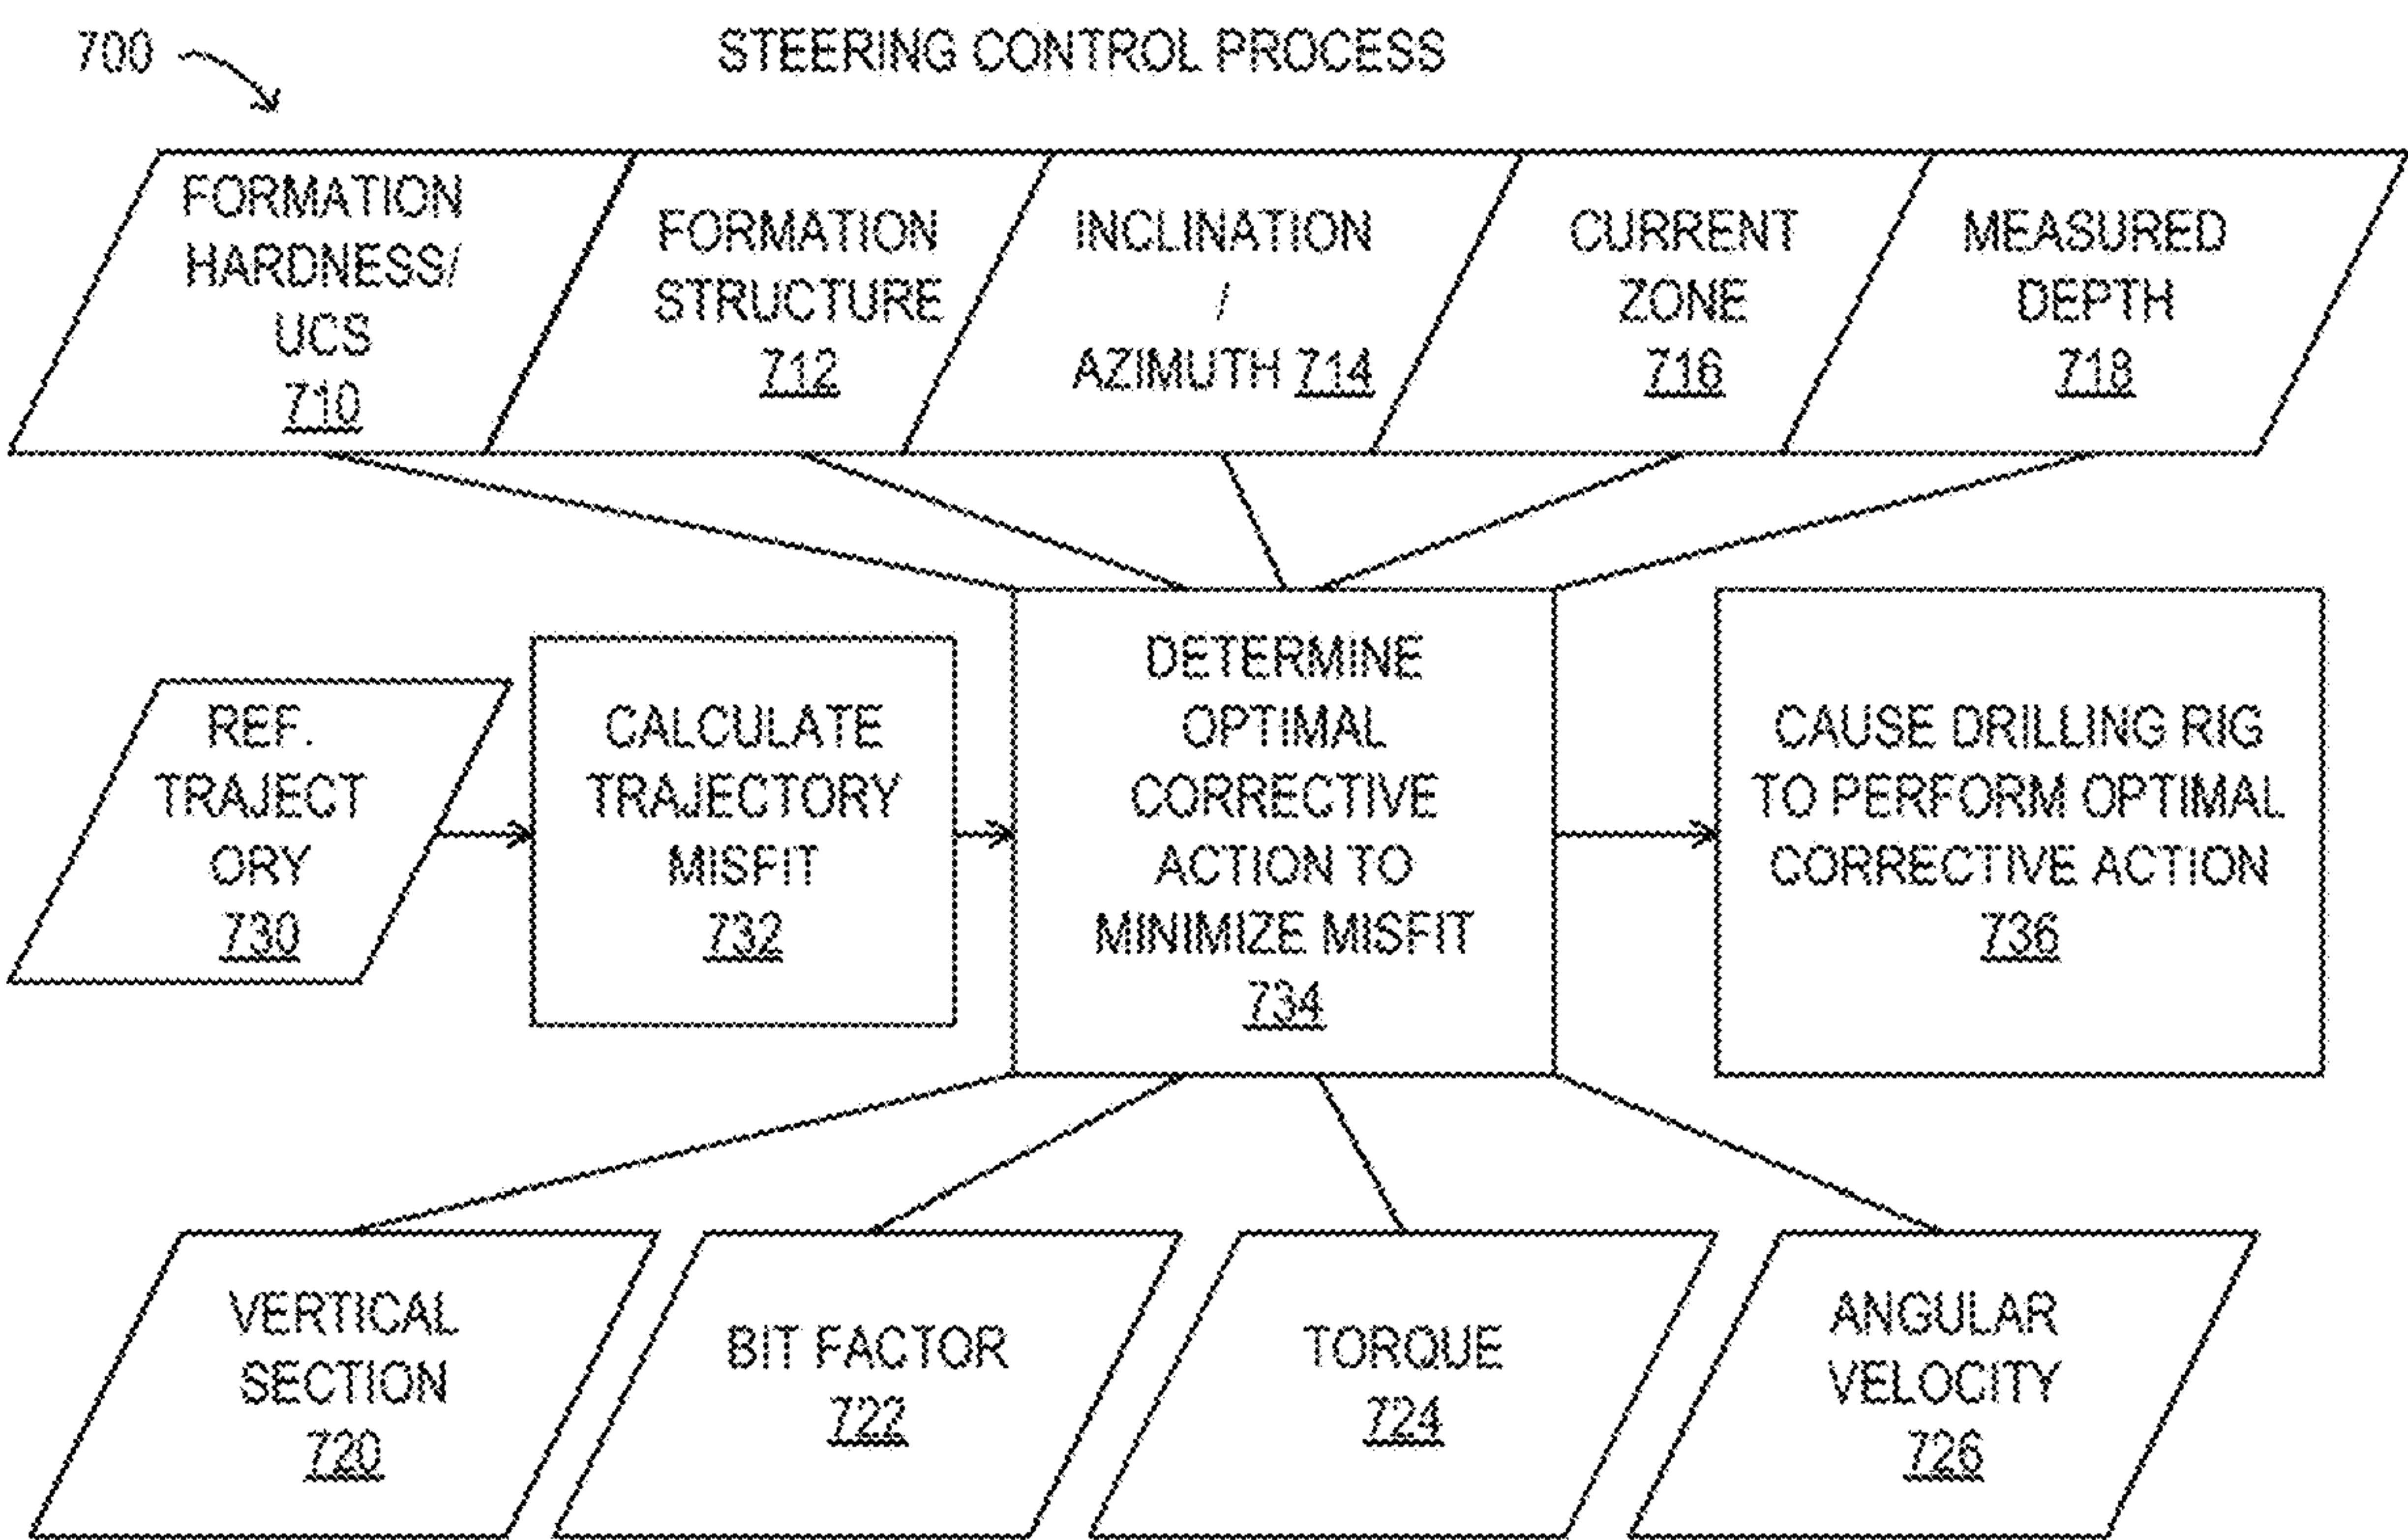 700
STEERING CONTROL PROCESS
FORMATION
HARDNESS/
UCS
710
FORMATION
STRUCTURE
712
INCLINATION
/
AZIMUTH 714
CURRENT
ZONE
716
MEASURED
DEPTH
718
REF.
TRAJECT
ORY
730
CALCULATE
TRAJECTORY
MISFIT
732
DETERMINE
OPTIMAL
CORRECTIVE
ACTION TO
MINIMIZE MISFIT
734
CAUSE DRILLING RIG
TO PERFORM OPTIMAL
CORRECTIVE ACTION
736
VERTICAL
SECTION
720
BIT FACTOR
722
TORQUE
724
ANGULAR
VELOCITY
726